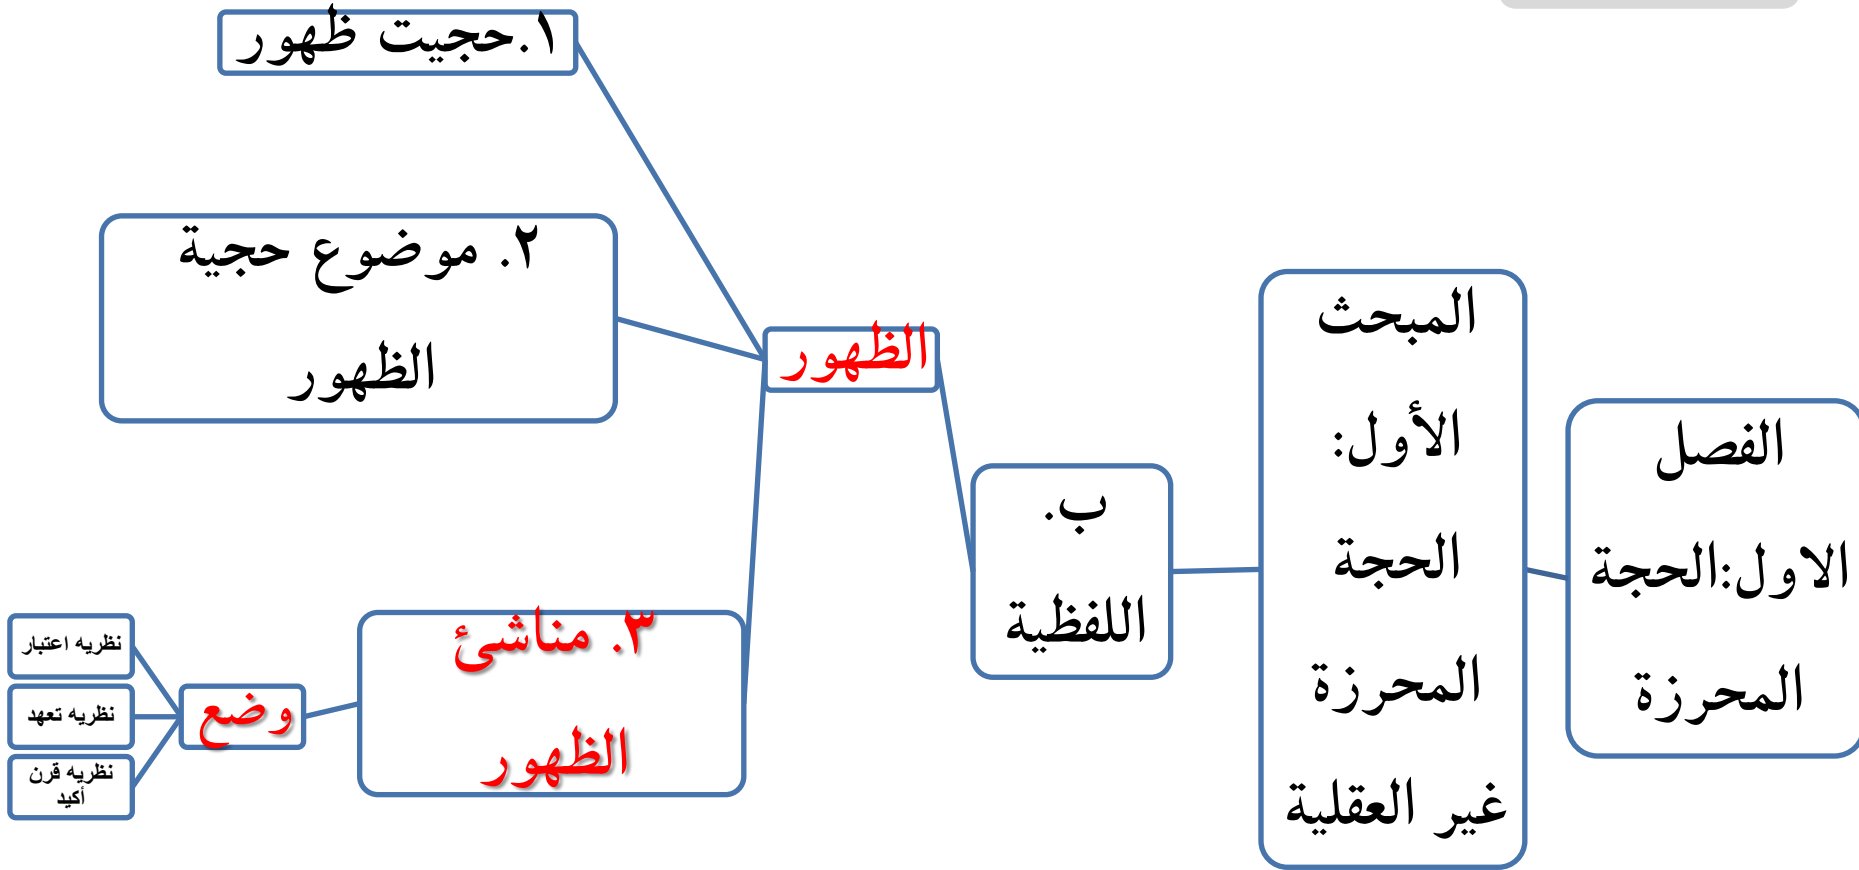 الفصل
الاول:الحجة
المحرزة
المبحث
الأول:
الحجة
المحرزة
غير العقلية
ب.
اللفظية
الظهور
١.حجيت ظهور
٢. موضوع حجية
الظهور
٣. مناشئ
الظهور
وضع
نظريه اعتبار
نظريه تعهد
نظريه قرن
أكيد